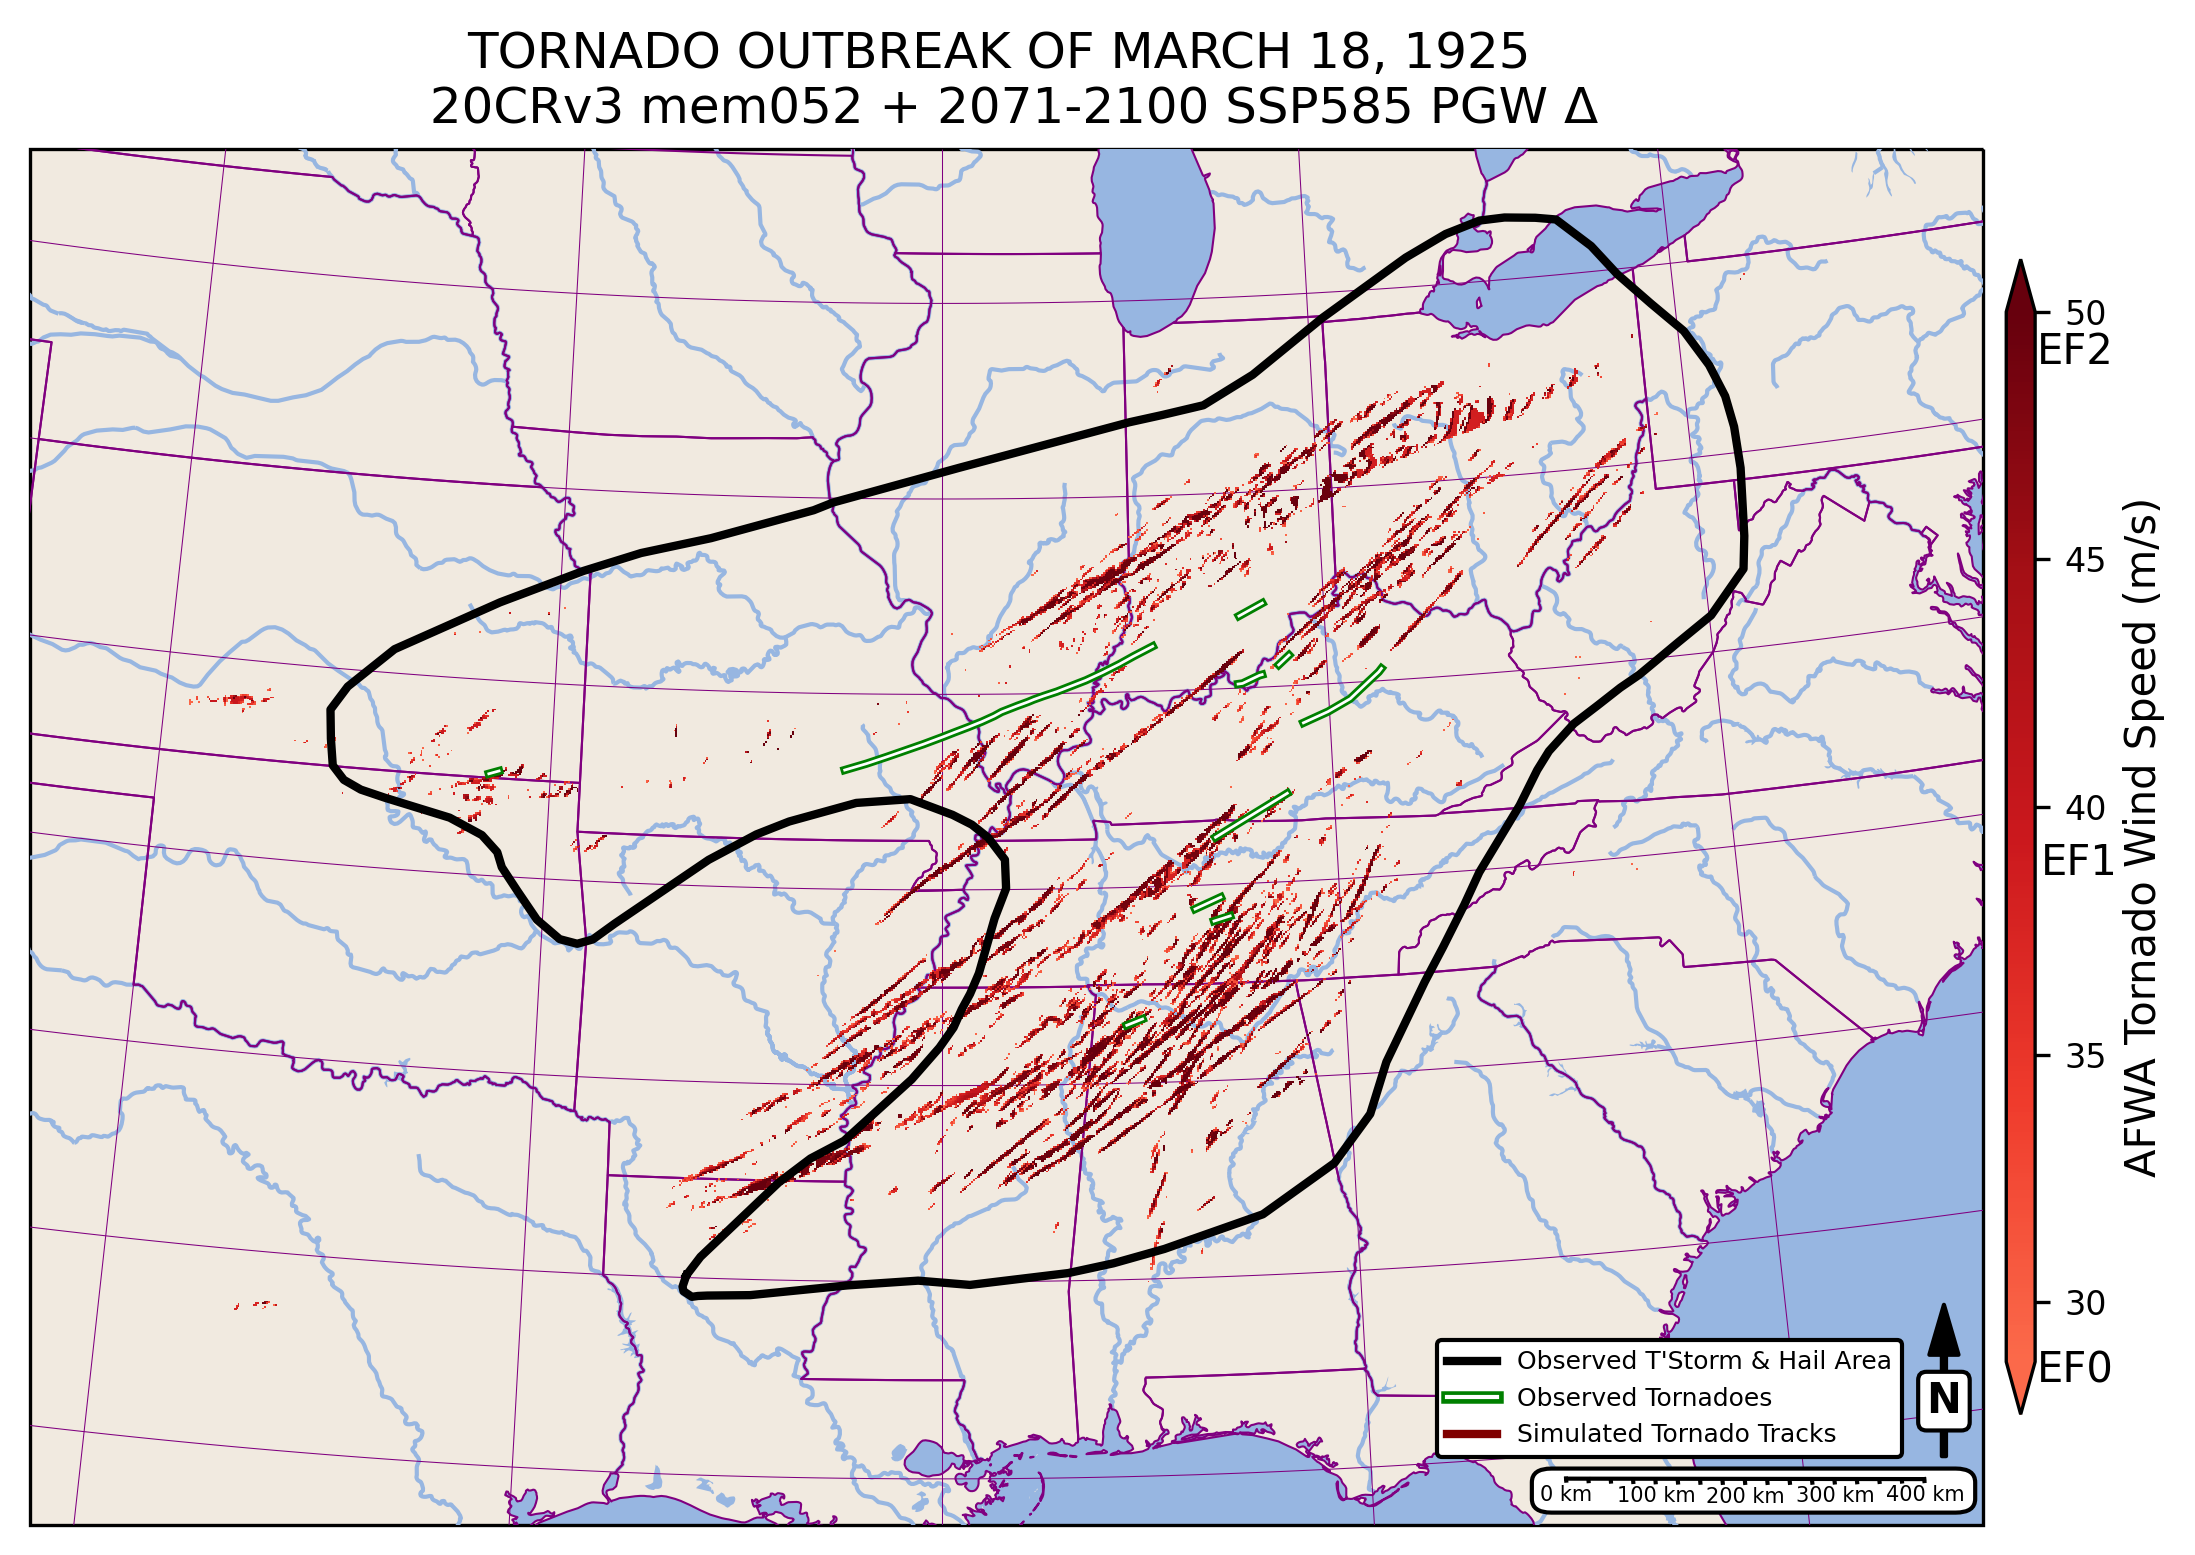 TORNADO OUTBREAK OF MARCH 18, 1925
20CRv3 mem052 + 2071-2100 SSP585 PGW Δ
50
EF2
45
40
EF1
35
30
EF0
AFWA Tornado Wind Speed (m/s)
Observed T'Storm & Hail Area
Observed Tornadoes
Simulated Tornado Tracks
N
0 km 100 km 200 km 300 km 400 km